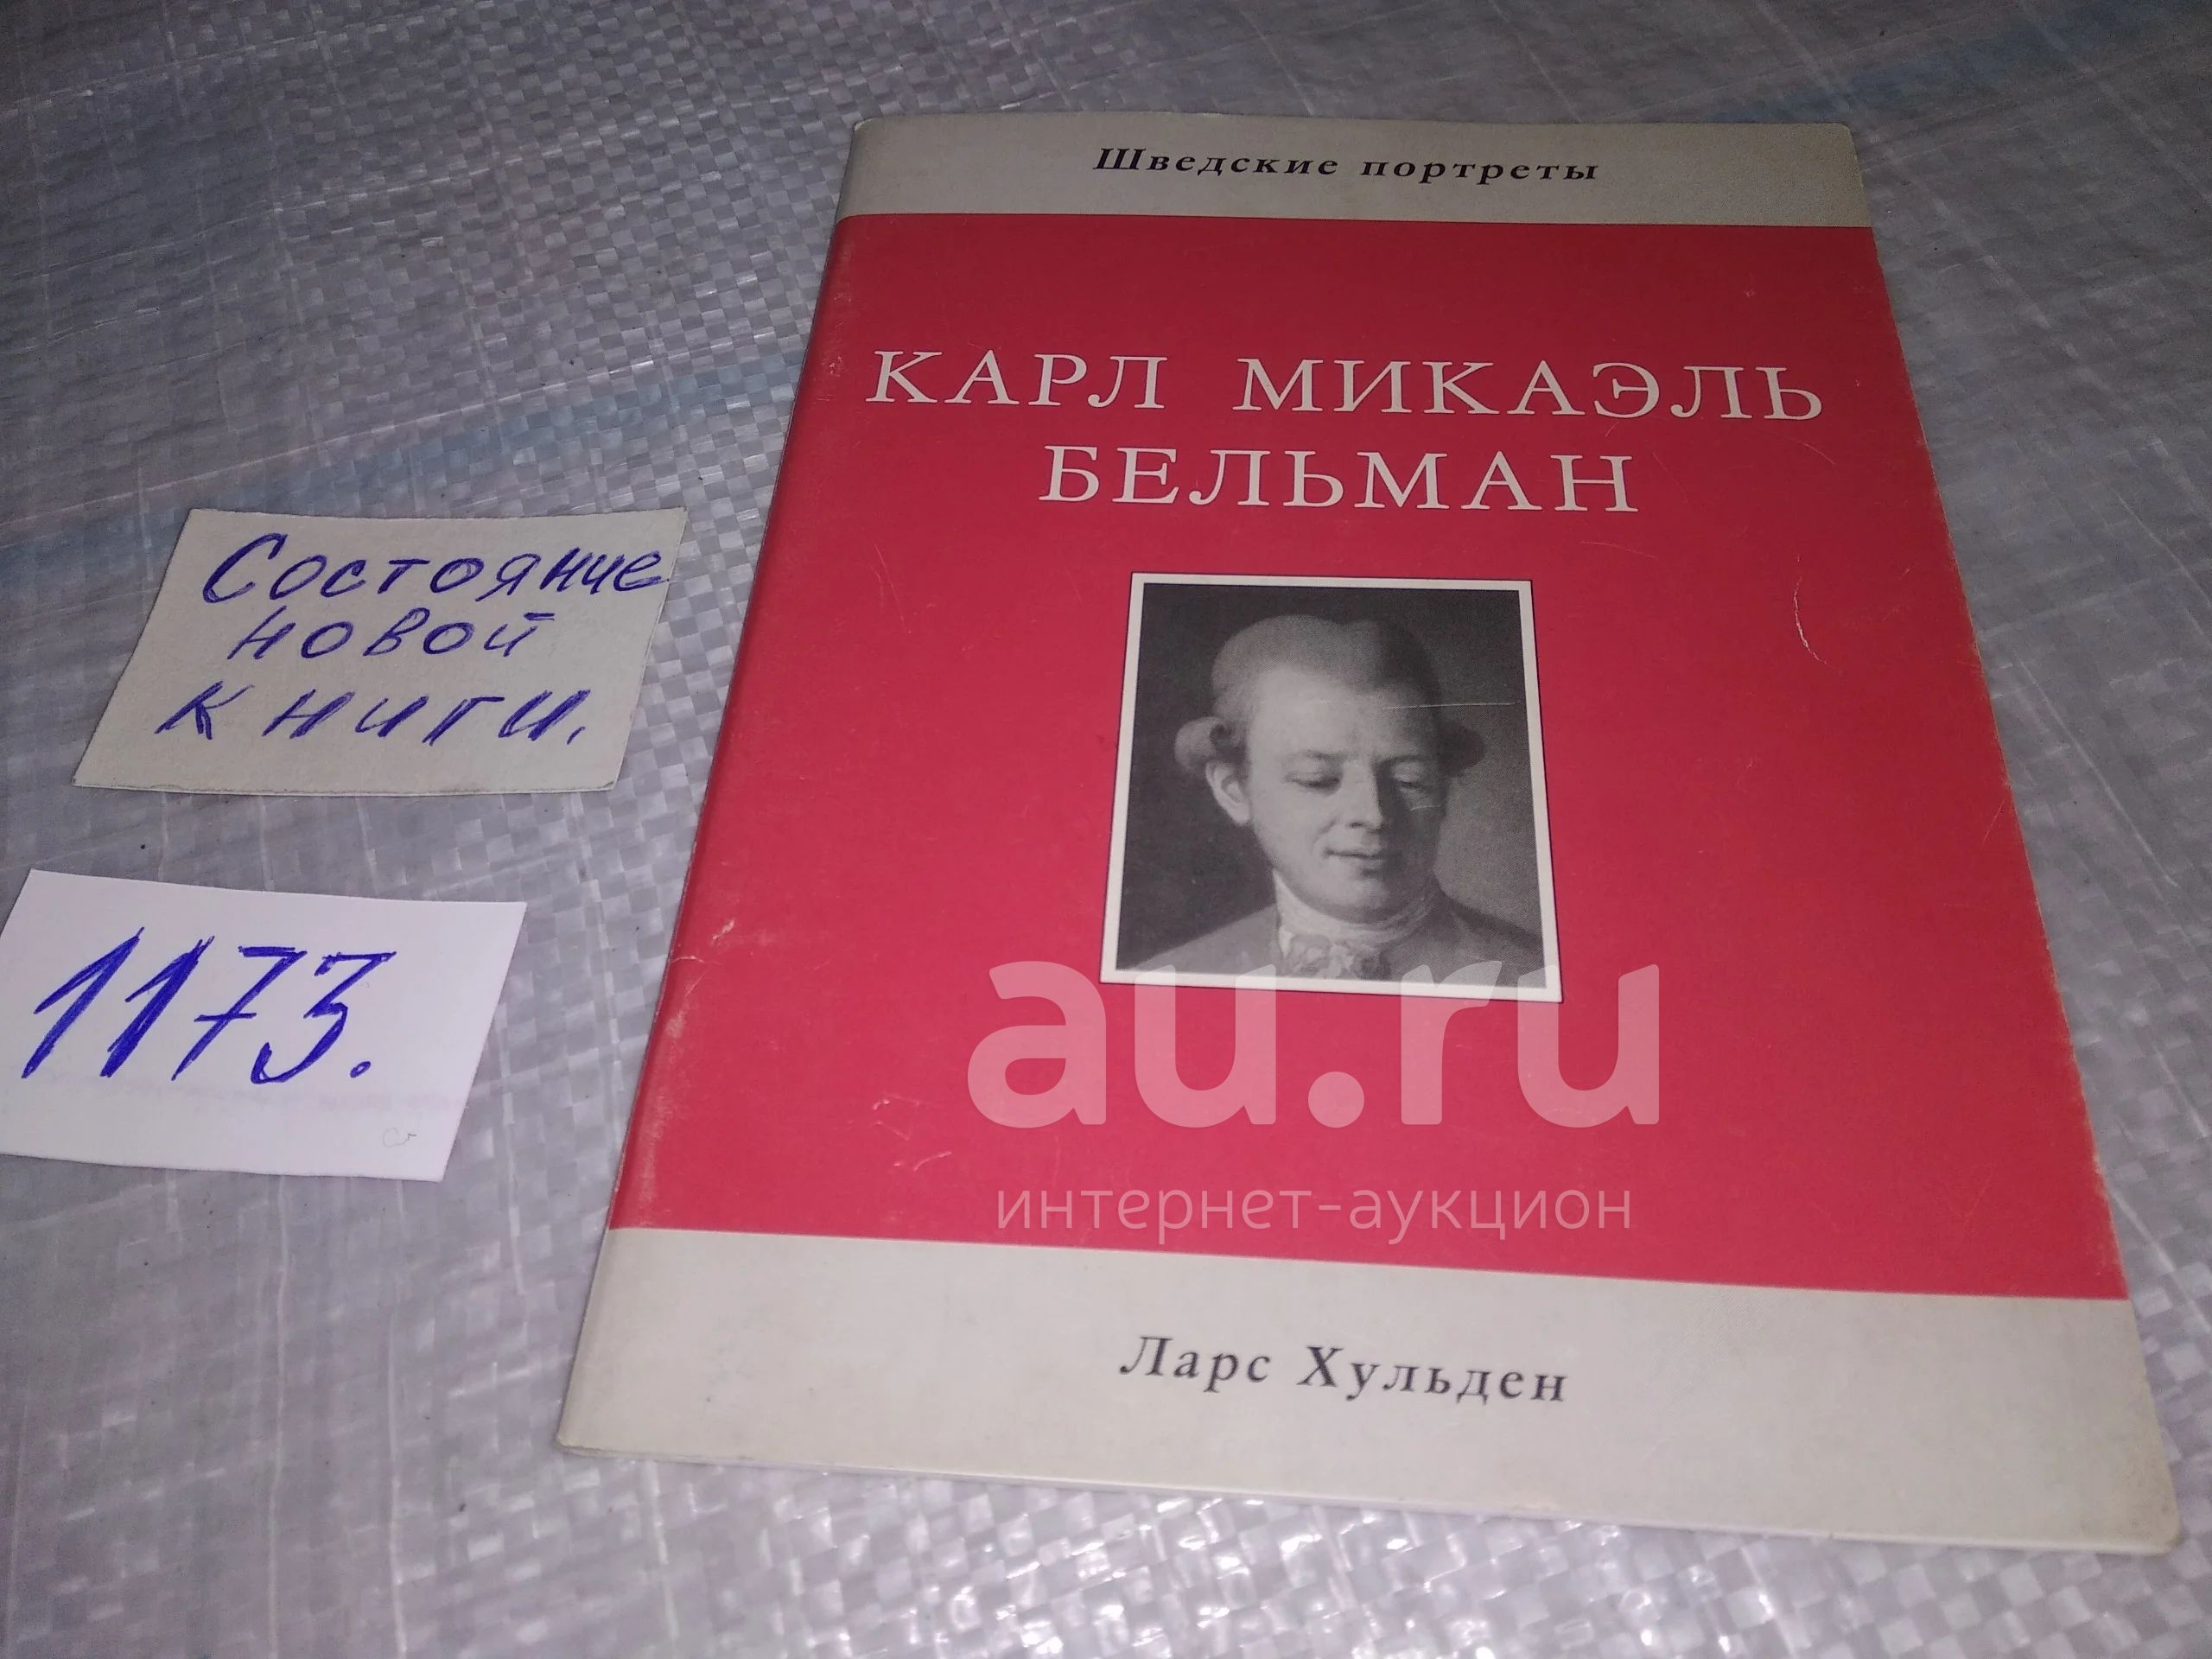 Шведские портреты
КАРЛ МИКАЭЛЬ
БЕЛЬМАН
Состояние
новой
книги.
1173.
au.ru
интернет-аукцион
Ларс Хульден